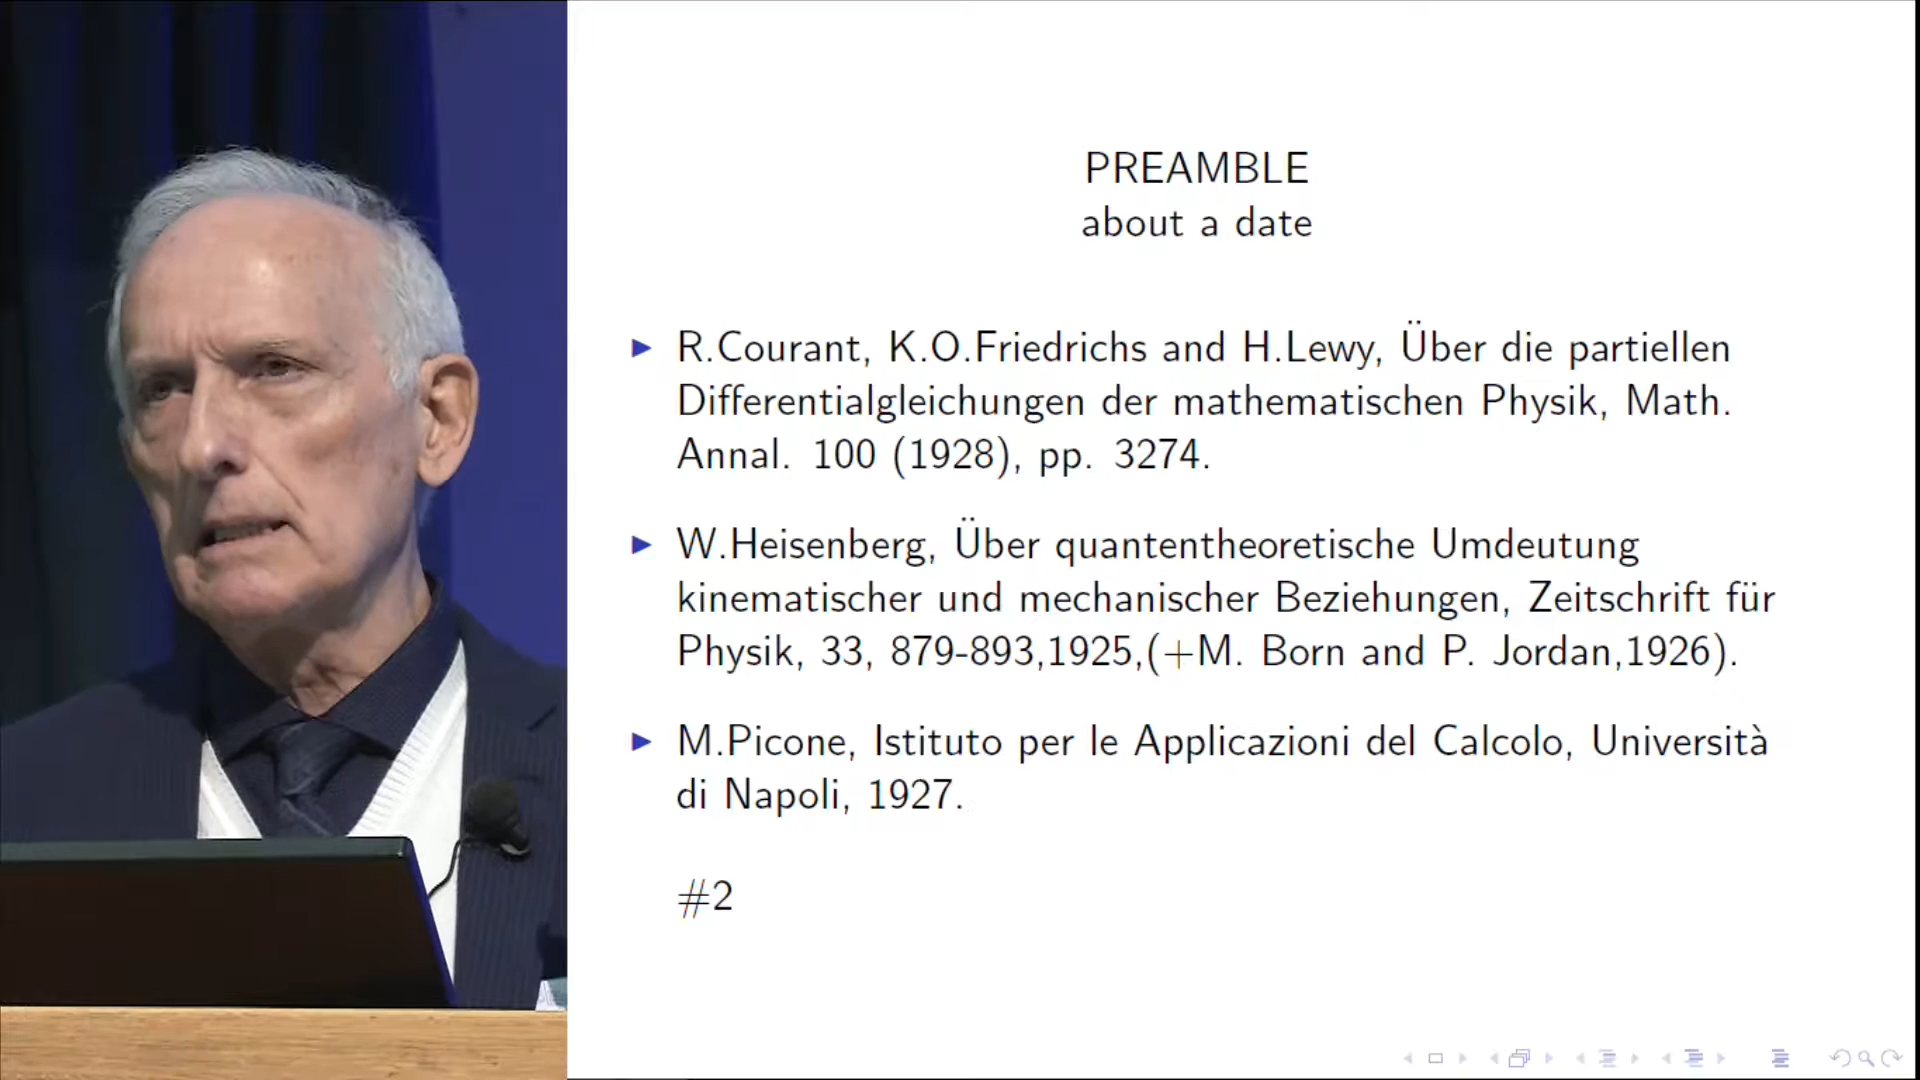 PREAMBLE
about a date
R.Courant, K.O.Friedrichs and H.Lewy, Über die partiellen
Differentialgleichungen der mathematischen Physik, Math.
Annal. 100 (1928), pp. 3274.
W.Heisenberg, Über quantentheoretische Umdeutung
kinematischer und mechanischer Beziehungen, Zeitschrift für
Physik, 33, 879-893,1925,(+M. Born and P. Jordan,1926).
M.Picone, Istituto per le Applicazioni del Calcolo, Università
di Napoli, 1927.
#2